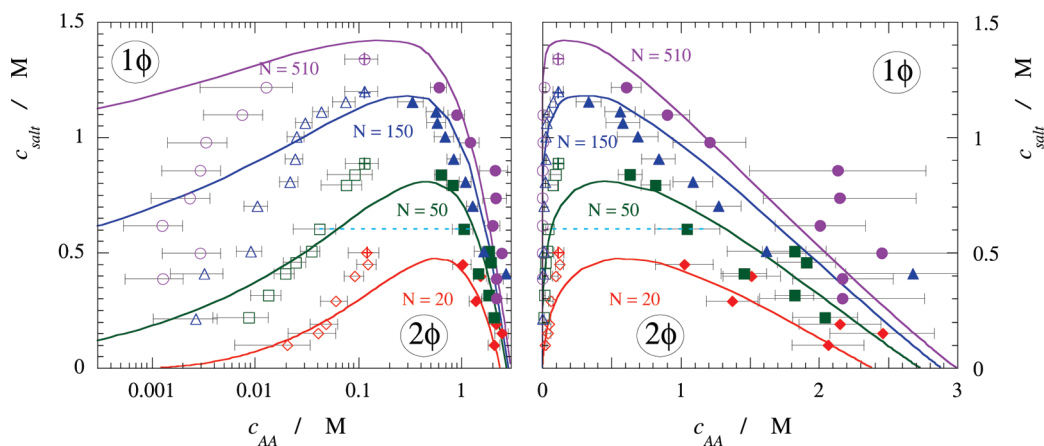 1.5
1
0.5
0
c_salt / M
1ϕ
N = 510
N = 150
N = 50
N = 20
2ϕ
0.001 0.01 0.1 1
c_AA / M
1ϕ
N = 510
N = 150
N = 50
N = 20
2ϕ
0 1 2 3
c_AA / M
1.5
1
0.5
0
c_salt / M